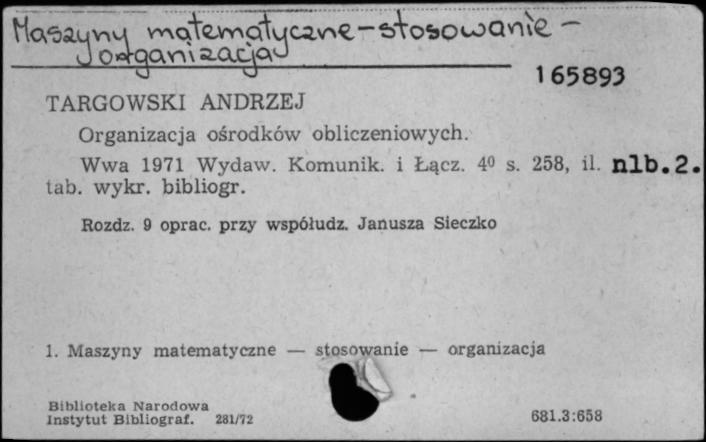 Maszyny matematyczne - stosowanie -
organizacja
165893
TARGOWSKI ANDRZEJ
Organizacja ośrodków obliczeniowych.
Wwa 1971 Wydaw. Komunik. i Łącz. 4⁰ s. 258, il. nlb.2.
tab. wykr. bibliogr.
Rozdz. 9 oprac. przy współudz. Janusza Sieczko
1. Maszyny matematyczne — stosowanie — organizacja
Biblioteka Narodowa
Instytut Bibliograf. 281/72
681.3:658